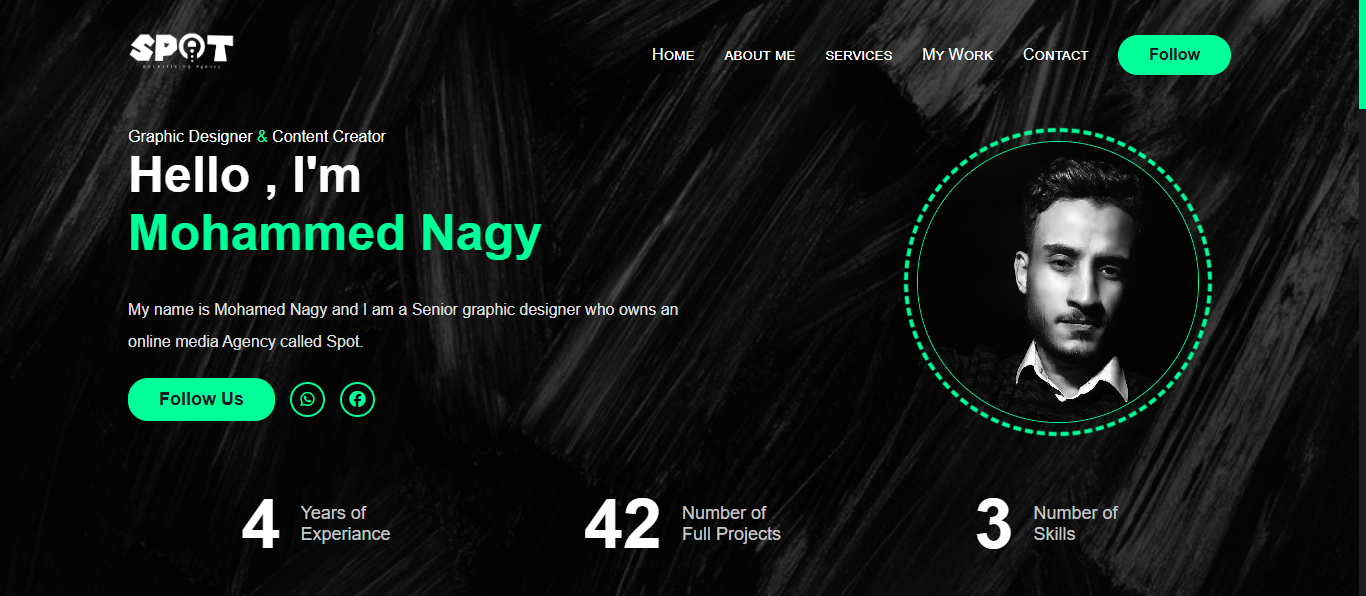 SPOT
Advertising Agency
Home about me services My Work Contact Follow
Graphic Designer & Content Creator
Hello , I'm
Mohammed Nagy
My name is Mohamed Nagy and I am a Senior graphic designer who owns an
online media Agency called Spot.
Follow Us
4 Years of
Experiance
42 Number of
Full Projects
3 Number of
Skills